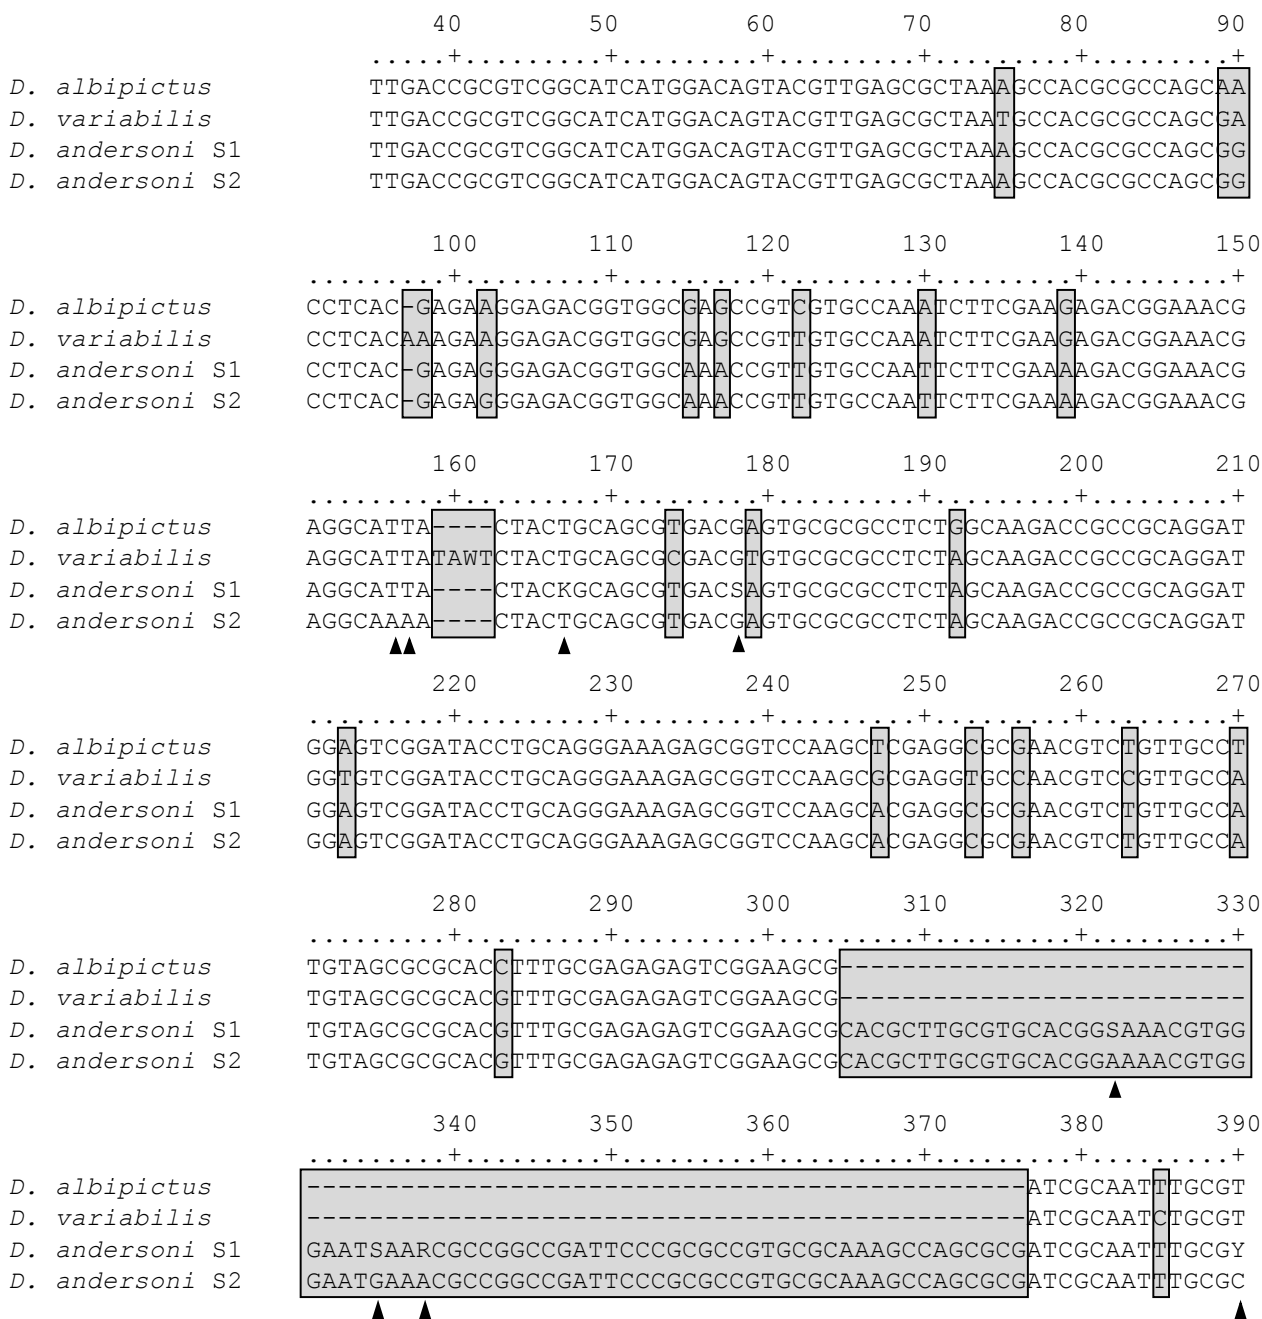 40 50 60 70 80 90
.....+.........+.........+.........+.........+.........+
D. albipictus TTGACCGCGTCGGCATCATGGACAGTACGTTGAGCGCTAAAGCCACGCGCCAGCAA
D. variabilis TTGACCGCGTCGGCATCATGGACAGTACGTTGAGCGCTAATGCCACGCGCCAGCGA
D. andersoni S1 TTGACCGCGTCGGCATCATGGACAGTACGTTGAGCGCTAAAGCCACGCGCCAGCGG
D. andersoni S2 TTGACCGCGTCGGCATCATGGACAGTACGTTGAGCGCTAAAGCCACGCGCCAGCGG
100 110 120 130 140 150
.........+.........+.........+.........+.........+.........+
D. albipictus CCTCAC-GAGAAGGAGACGGTGGCGAGCCGTCGTGCCAAATCTTCGAAGAGACGGAAACG
D. variabilis CCTCACAAAGAAGGAGACGGTGGCGAGCCGTTGTGCCAAATCTTCGAAGAGACGGAAACG
D. andersoni S1 CCTCAC-GAGAGGGAGACGGTGGCAAACCGTTGTGCCAATTCTTCGAAAAGACGGAAACG
D. andersoni S2 CCTCAC-GAGAGGGAGACGGTGGCAAACCGTTGTGCCAATTCTTCGAAAAGACGGAAACG
160 170 180 190 200 210
.........+.........+.........+.........+.........+.........+
D. albipictus AGGCATTA----CTACTGCAGCGTGACGAGTGCGCGCCTCTGGCAAGACCGCCGCAGGAT
D. variabilis AGGCATTATAWTCTACTGCAGCGCGACGTGTGCGCGCCTCTAGCAAGACCGCCGCAGGAT
D. andersoni S1 AGGCATTA----CTACKGCAGCGTGACSAGTGCGCGCCTCTAGCAAGACCGCCGCAGGAT
D. andersoni S2 AGGCAAAA----CTACTGCAGCGTGACGAGTGCGCGCCTCTAGCAAGACCGCCGCAGGAT
220 230 240 250 260 270
.........+.........+.........+.........+.........+.........+
D. albipictus GGAGTCGGATACCTGCAGGGAAAGAGCGGTCCAAGCTCGAGGCGCGAACGTCTGTTGCCT
D. variabilis GGTGTCGGATACCTGCAGGGAAAGAGCGGTCCAAGCGCGAGGTGCCAACGTCCGTTGCCA
D. andersoni S1 GGAGTCGGATACCTGCAGGGAAAGAGCGGTCCAAGCACGAGGCGCGAACGTCTGTTGCCA
D. andersoni S2 GGAGTCGGATACCTGCAGGGAAAGAGCGGTCCAAGCACGAGGCGCGAACGTCTGTTGCCA
280 290 300 310 320 330
.........+.........+.........+.........+.........+.........+
D. albipictus TGTAGCGCGCACCTTTGCGAGAGAGTCGGAAGCG--------------------------
D. variabilis TGTAGCGCGCACGTTTGCGAGAGAGTCGGAAGCG--------------------------
D. andersoni S1 TGTAGCGCGCACGTTTGCGAGAGAGTCGGAAGCGCACGCTTGCGTGCACGGSAAACGTGG
D. andersoni S2 TGTAGCGCGCACGTTTGCGAGAGAGTCGGAAGCGCACGCTTGCGTGCACGGAAAACGTGG
340 350 360 370 380 390
.........+.........+.........+.........+.........+.........+
D. albipictus ----------------------------------------------ATCGCAATTTGCGT
D. variabilis ----------------------------------------------ATCGCAATCTGCGT
D. andersoni S1 GAATSAARCGCCGGCCGATTCCCGCGCCGTGCGCAAAGCCAGCGCGATCGCAATTTGCGY
D. andersoni S2 GAATGAAACGCCGGCCGATTCCCGCGCCGTGCGCAAAGCCAGCGCGATCGCAATTTGCGC